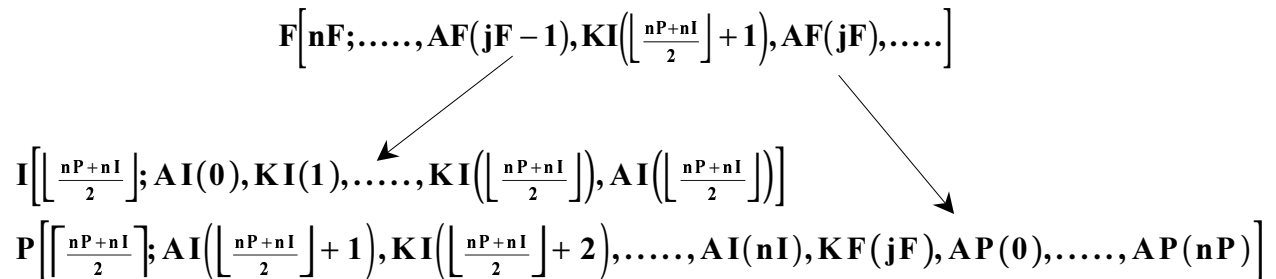 F[nF;.....,AF(jF−1),KI(⌊(nP+nI)/2⌋+1),AF(jF),.....]
I[⌊(nP+nI)/2⌋;AI(0),KI(1),.....,KI(⌊(nP+nI)/2⌋),AI(⌊(nP+nI)/2⌋)]
P[⌈(nP+nI)/2⌉;AI(⌊(nP+nI)/2⌋+1),KI(⌊(nP+nI)/2⌋+2),.....,AI(nI),KF(jF),AP(0),.....,AP(nP)]